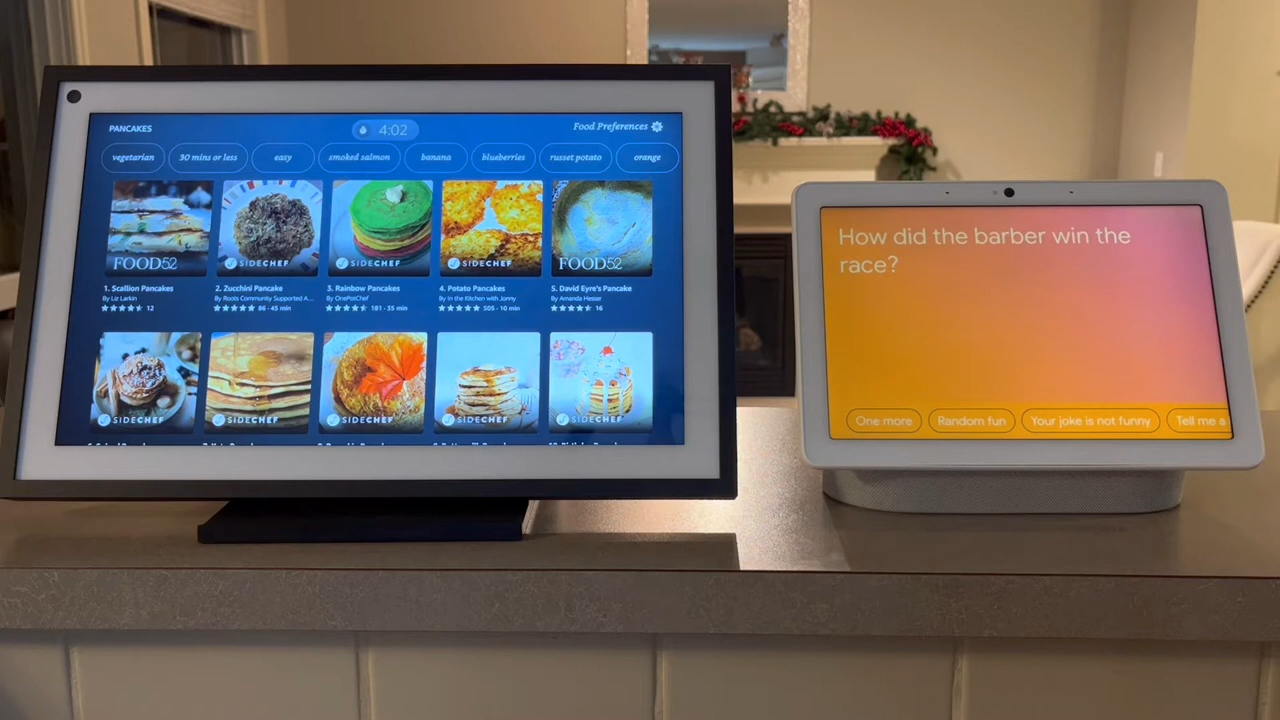 PANCAKES
4:02
Food Preferences
vegetarian
30 mins or less
easy
smoked salmon
banana
blueberries
russet potato
orange
FOOD52
SIDECHEF
SIDECHEF
SIDECHEF
FOOD52
1. Scallion Pancakes
By Liz Larkin
12
2. Zucchini Pancake
By Roots Community Supported A...
86 · 45 min
3. Rainbow Pancakes
By OnePotChef
181 · 35 min
4. Potato Pancakes
By In the Kitchen with Jonny
505 · 10 min
5. David Eyre's Pancake
By Amanda Hesser
16
SIDECHEF
SIDECHEF
SIDECHEF
SIDECHEF
SIDECHEF
How did the barber win the
race?
One more
Random fun
Your joke is not funny
Tell me a